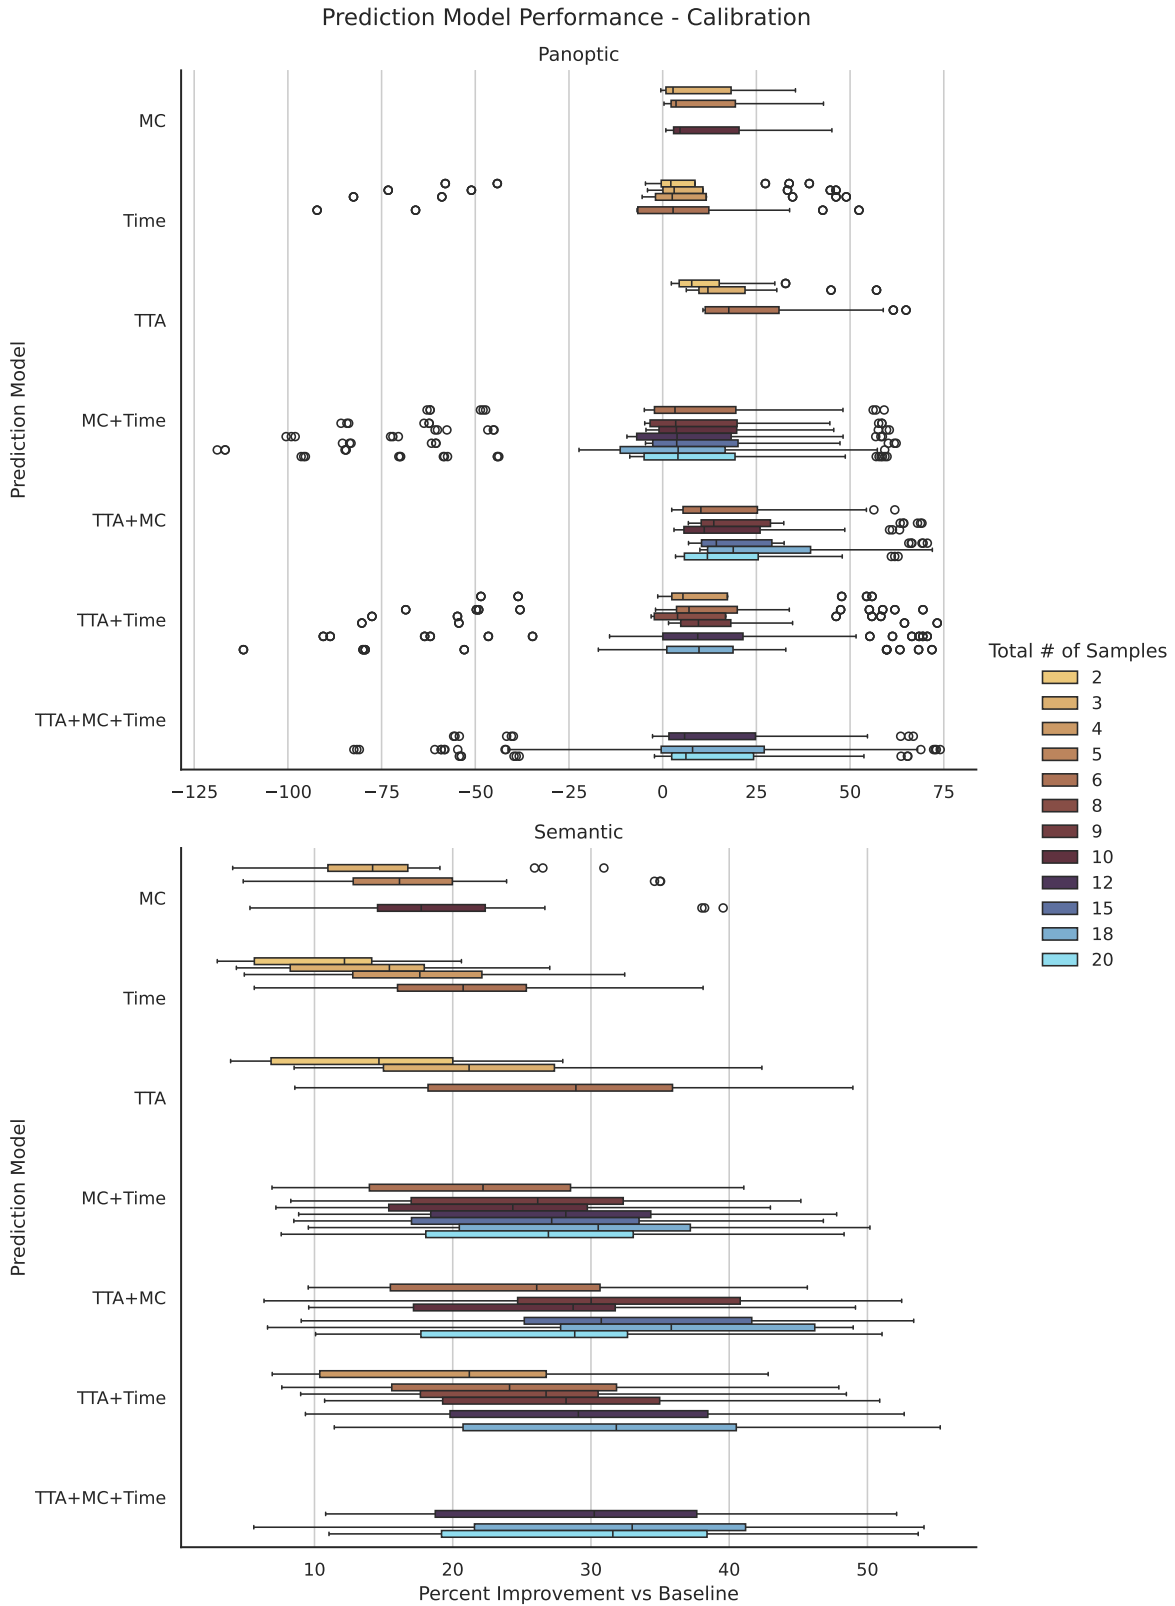 Prediction Model Performance - Calibration
Panoptic
Prediction Model
MC
Time
TTA
MC+Time
TTA+MC
TTA+Time
TTA+MC+Time
−125 −100 −75 −50 −25 0 25 50 75
Total # of Samples
2
3
4
5
6
8
9
10
12
15
18
20
Semantic
Prediction Model
MC
Time
TTA
MC+Time
TTA+MC
TTA+Time
TTA+MC+Time
10 20 30 40 50
Percent Improvement vs Baseline